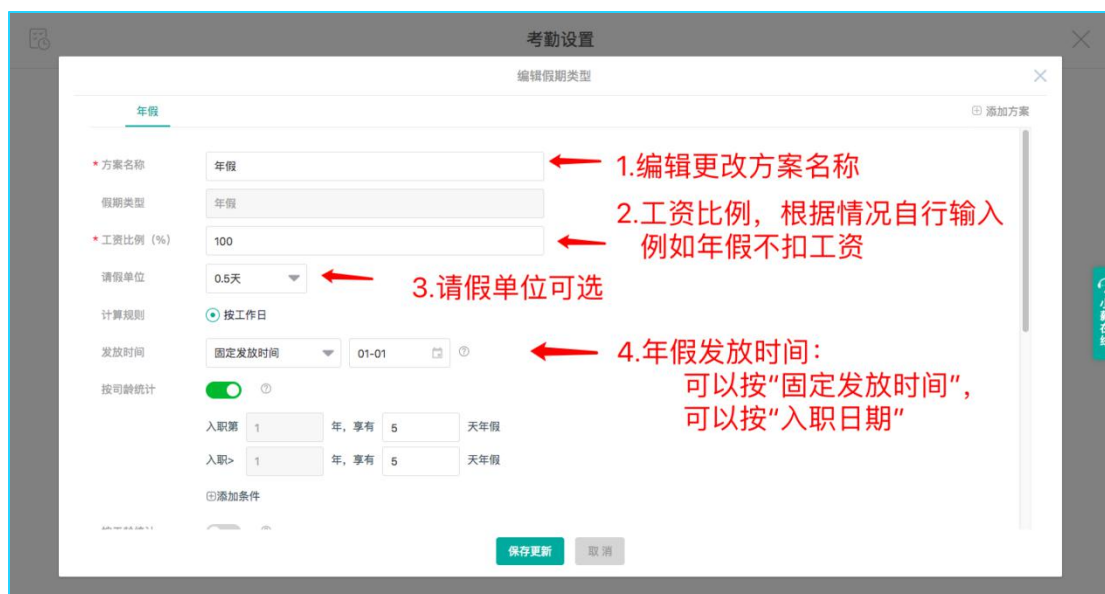 考勤设置
编辑假期类型
年假
添加方案
* 方案名称 年假
1.编辑更改方案名称
假期类型 年假
2.工资比例，根据情况自行输入
例如年假不扣工资
* 工资比例（%） 100
请假单位 0.5天
3.请假单位可选
计算规则 按工作日
发放时间 固定发放时间 01-01
4.年假发放时间：
可以按“固定发放时间”，
可以按“入职日期”
按司龄统计
入职第 1 年，享有 5 天年假
入职> 1 年，享有 5 天年假
添加条件
保存更新 取消